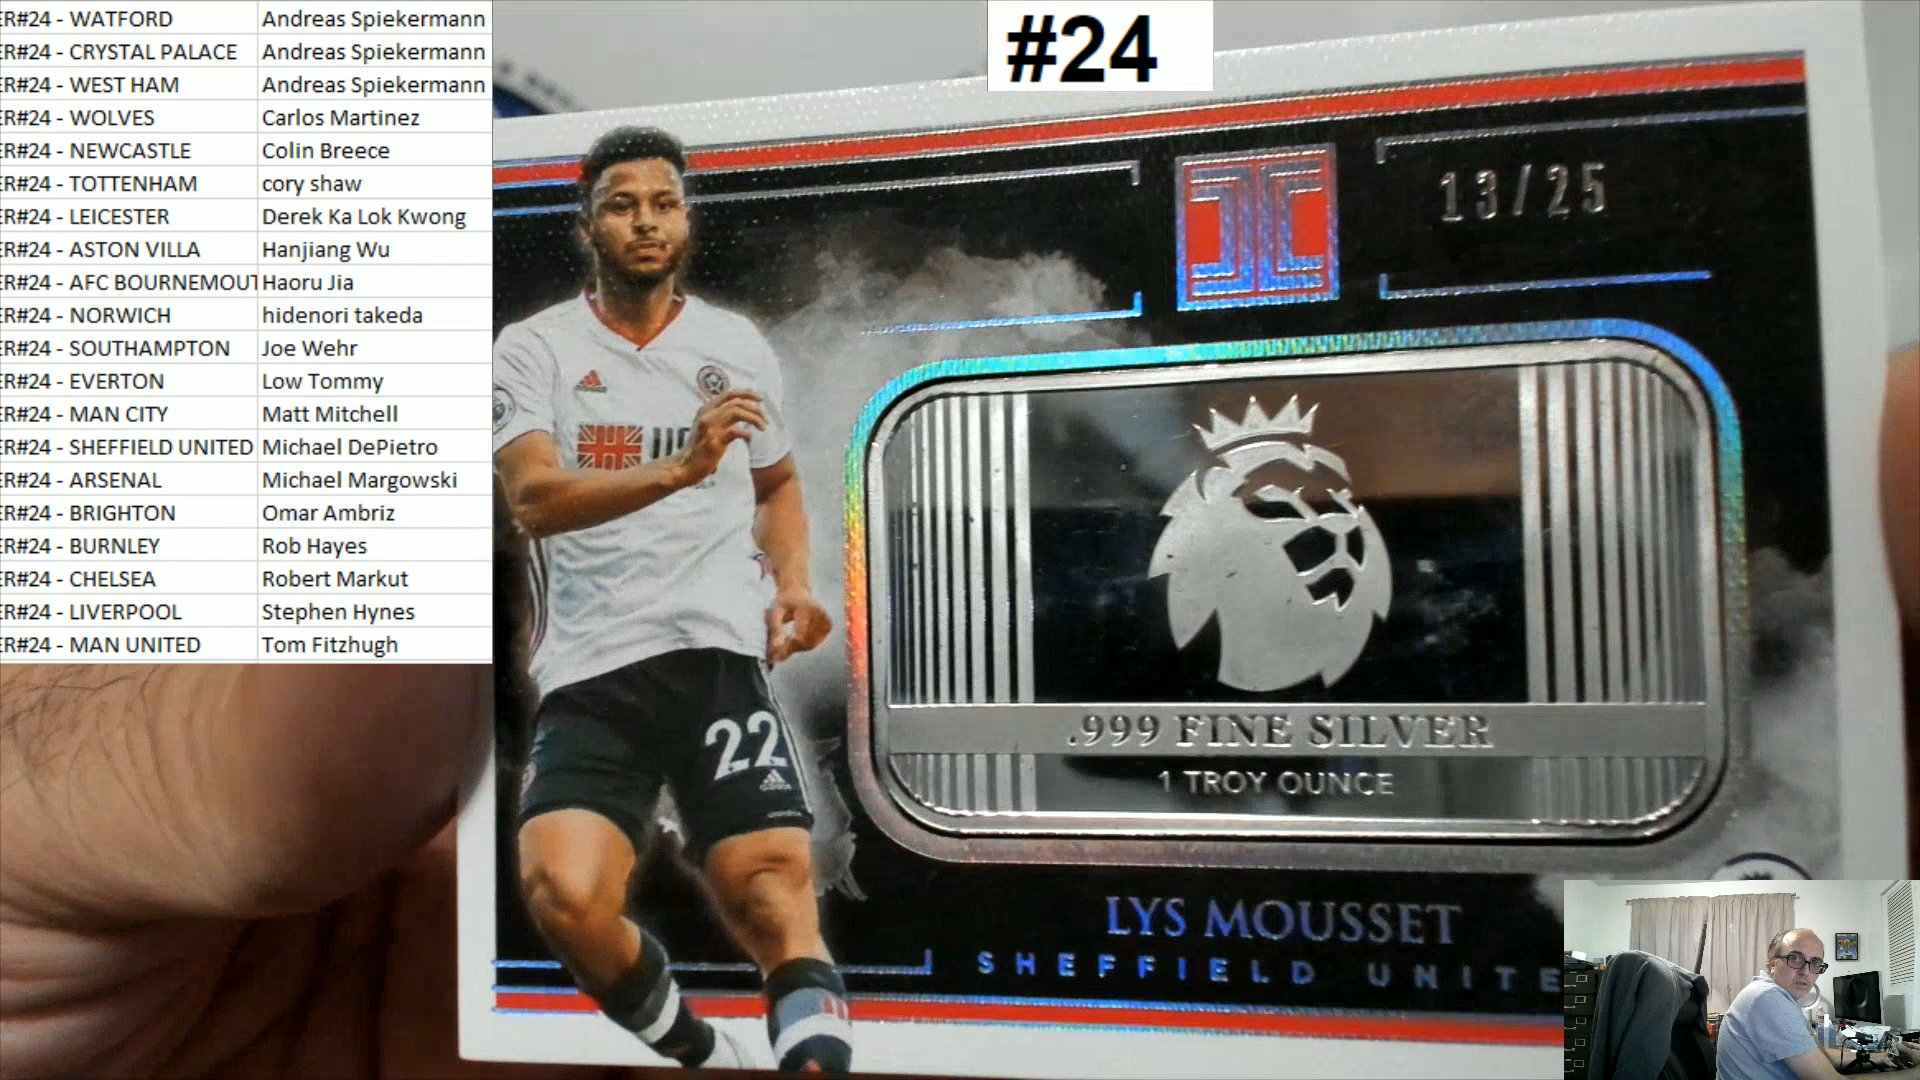 #24
ER#24 - WATFORD Andreas Spiekermann
ER#24 - CRYSTAL PALACE Andreas Spiekermann
ER#24 - WEST HAM Andreas Spiekermann
ER#24 - WOLVES Carlos Martinez
ER#24 - NEWCASTLE Colin Breece
ER#24 - TOTTENHAM cory shaw
ER#24 - LEICESTER Derek Ka Lok Kwong
ER#24 - ASTON VILLA Hanjiang Wu
ER#24 - AFC BOURNEMOUT Haoru Jia
ER#24 - NORWICH hidenori takeda
ER#24 - SOUTHAMPTON Joe Wehr
ER#24 - EVERTON Low Tommy
ER#24 - MAN CITY Matt Mitchell
ER#24 - SHEFFIELD UNITED Michael DePietro
ER#24 - ARSENAL Michael Margowski
ER#24 - BRIGHTON Omar Ambriz
ER#24 - BURNLEY Rob Hayes
ER#24 - CHELSEA Robert Markut
ER#24 - LIVERPOOL Stephen Hynes
ER#24 - MAN UNITED Tom Fitzhugh
13/25
22
.999 FINE SILVER
1 TROY OUNCE
LYS MOUSSET
SHEFFIELD UNITE